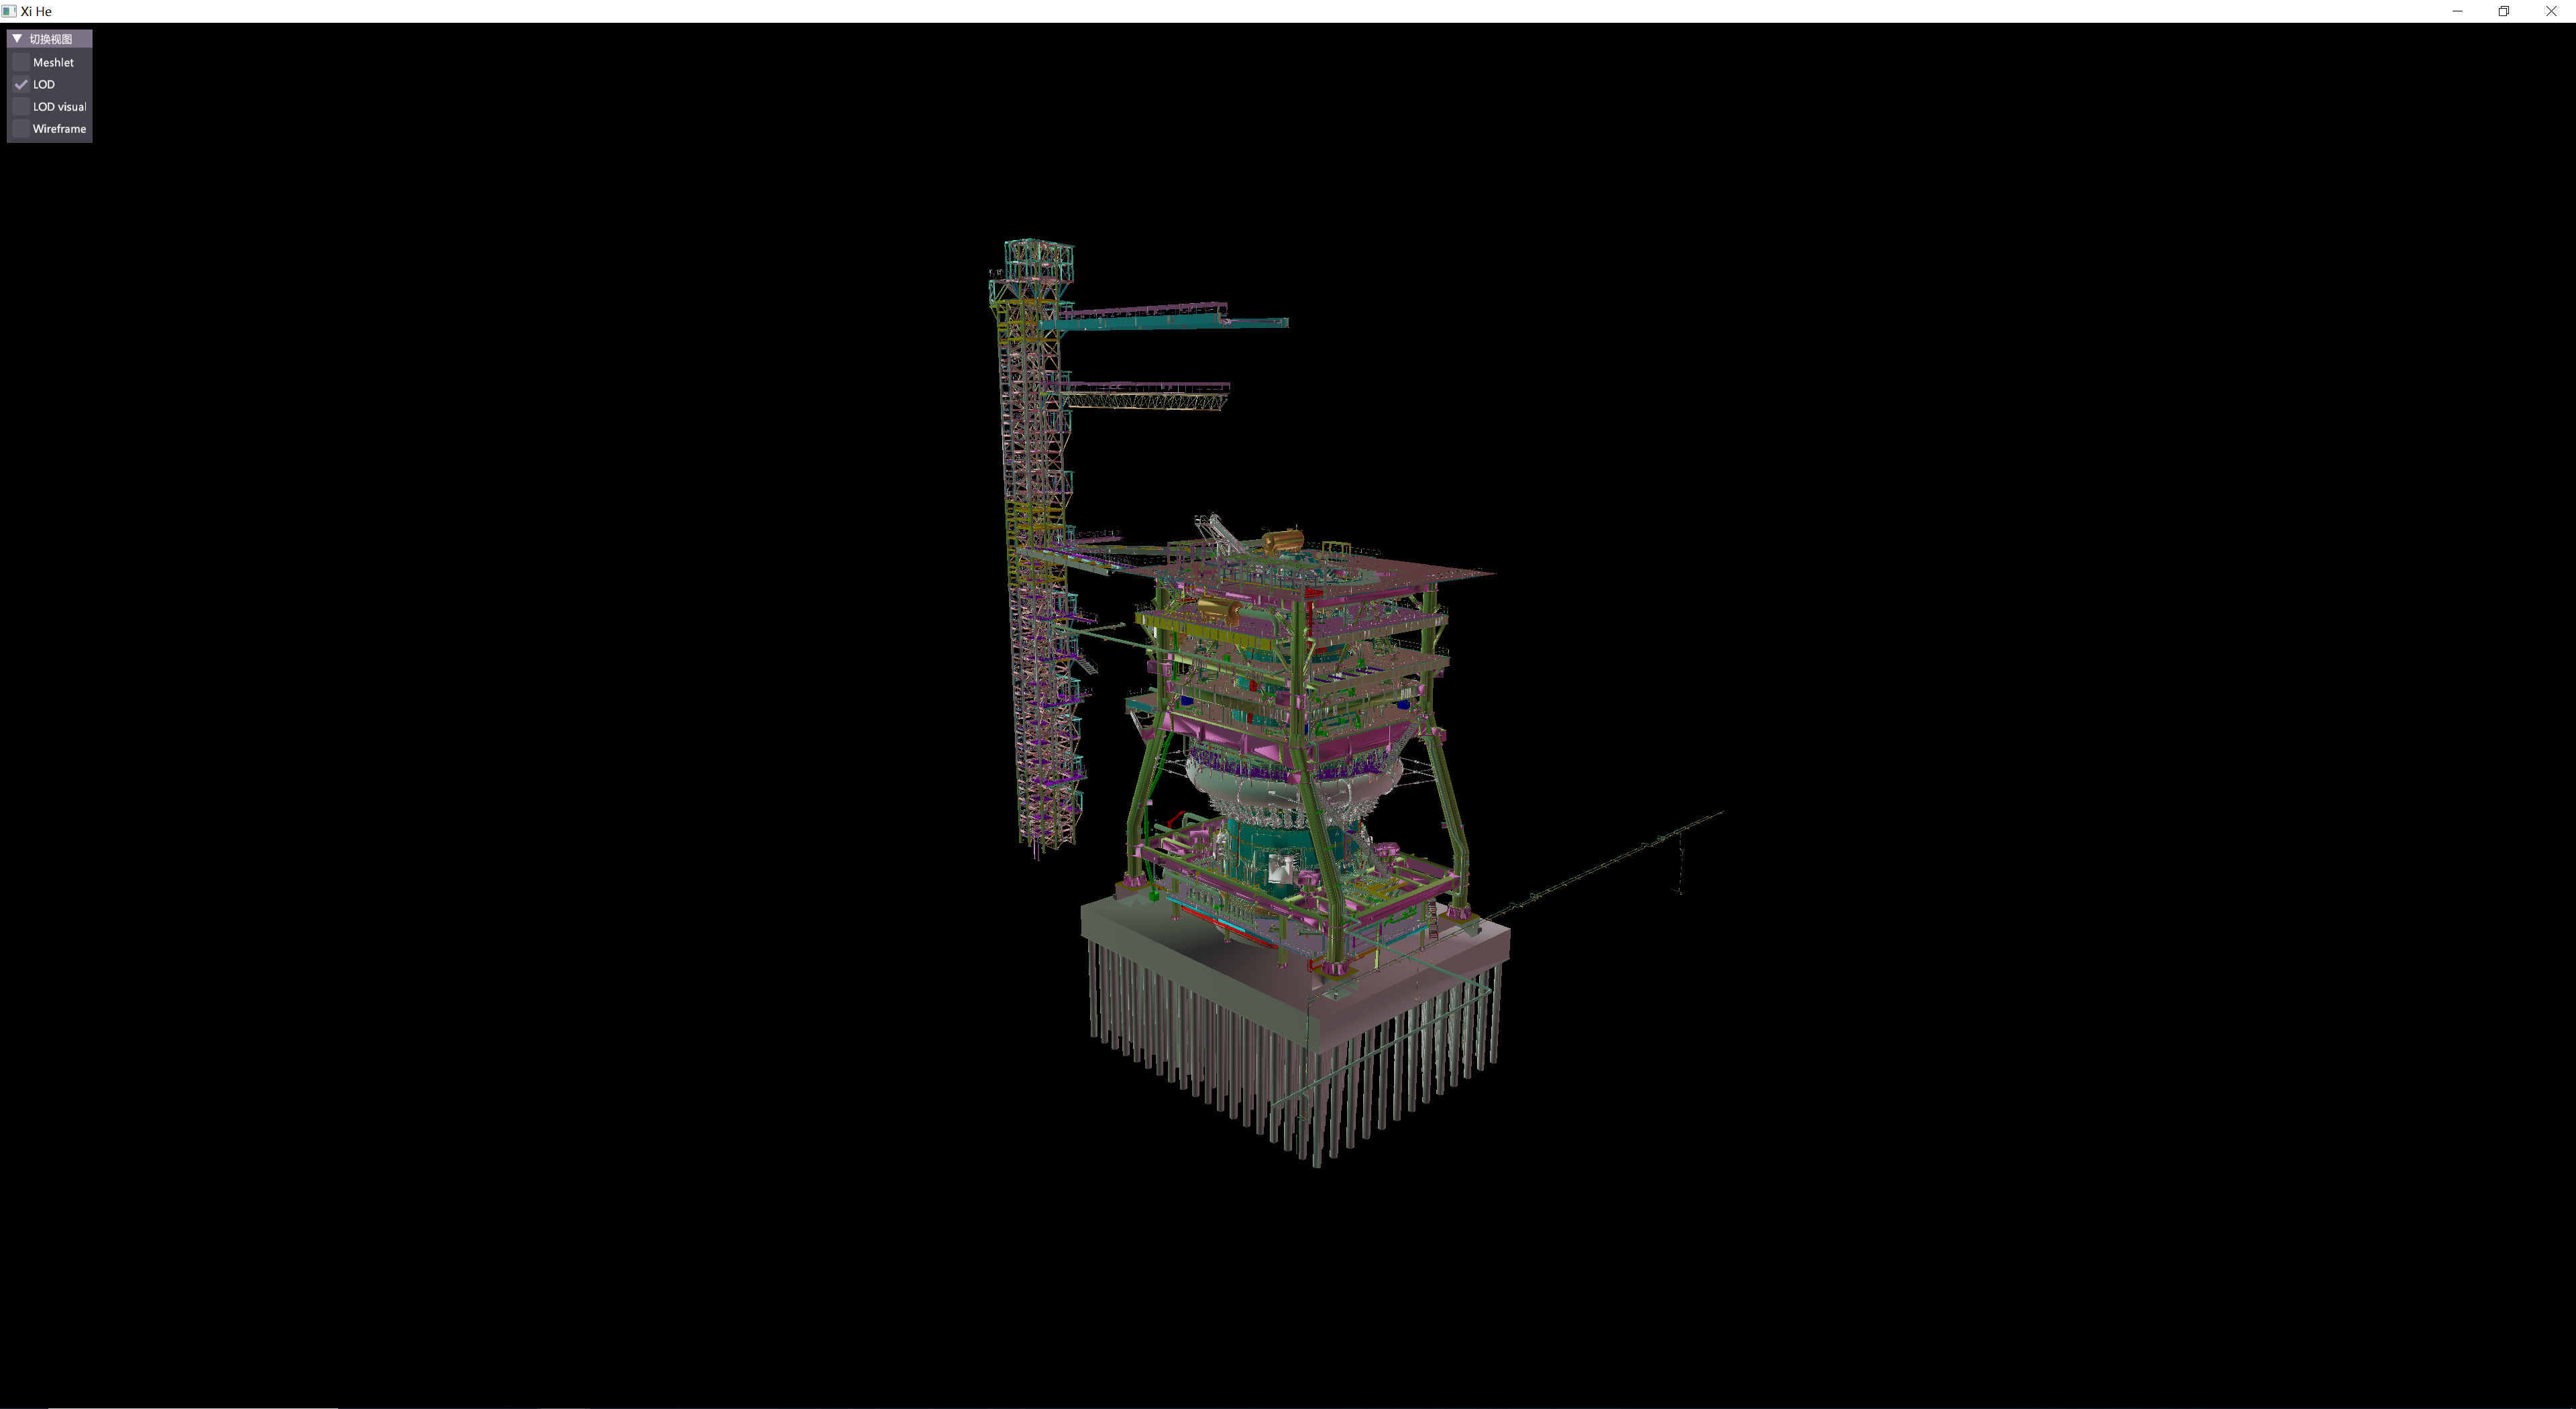 Xi He
切换视图
Meshlet
LOD
LOD visual
Wireframe